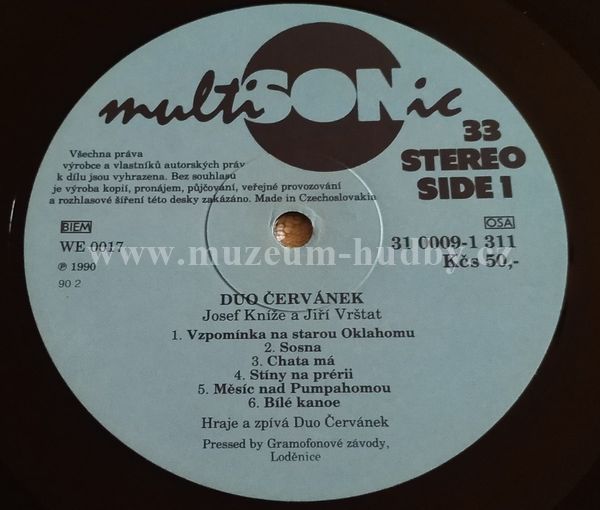 multiSONic
33
STEREO
SIDE 1
Všechna práva
výrobce a vlastníků autorských práv
k dílu jsou vyhrazena. Bez souhlasu
je výroba kopií, pronájem, půjčování, veřejné provozování
a rozhlasové šíření této desky zakázáno. Made in Czechoslovakia
BIEM
OSA
WE 0017
31 0009-1 311
℗ 1990
Kčs 50,-
90 2
www.muzeum-hudby.cz
DUO ČERVÁNEK
Josef Kníže a Jiří Vrštat
1. Vzpomínka na starou Oklahomu
2. Sosna
3. Chata má
4. Stíny na prérii
5. Měsíc nad Pumpahomou
6. Bílé kanoe
Hraje a zpívá Duo Červánek
Pressed by Gramofonové závody,
Loděnice